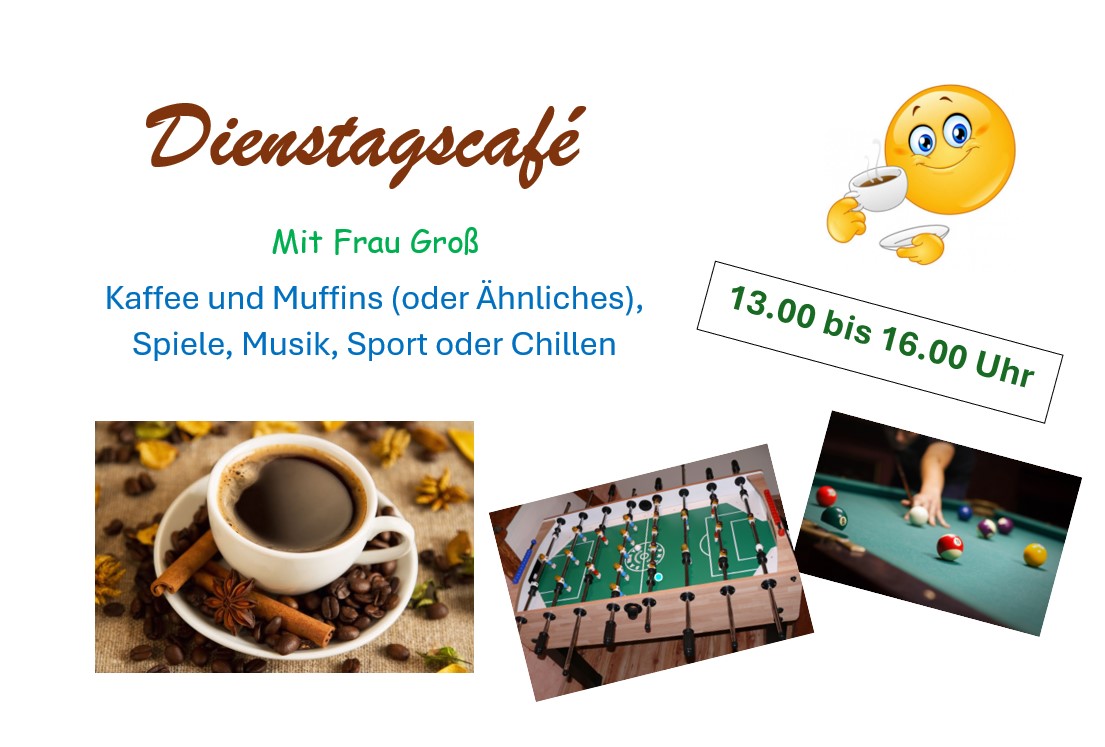 Dienstagscafé
Mit Frau Groß
Kaffee und Muffins (oder Ähnliches),
Spiele, Musik, Sport oder Chillen
13.00 bis 16.00 Uhr